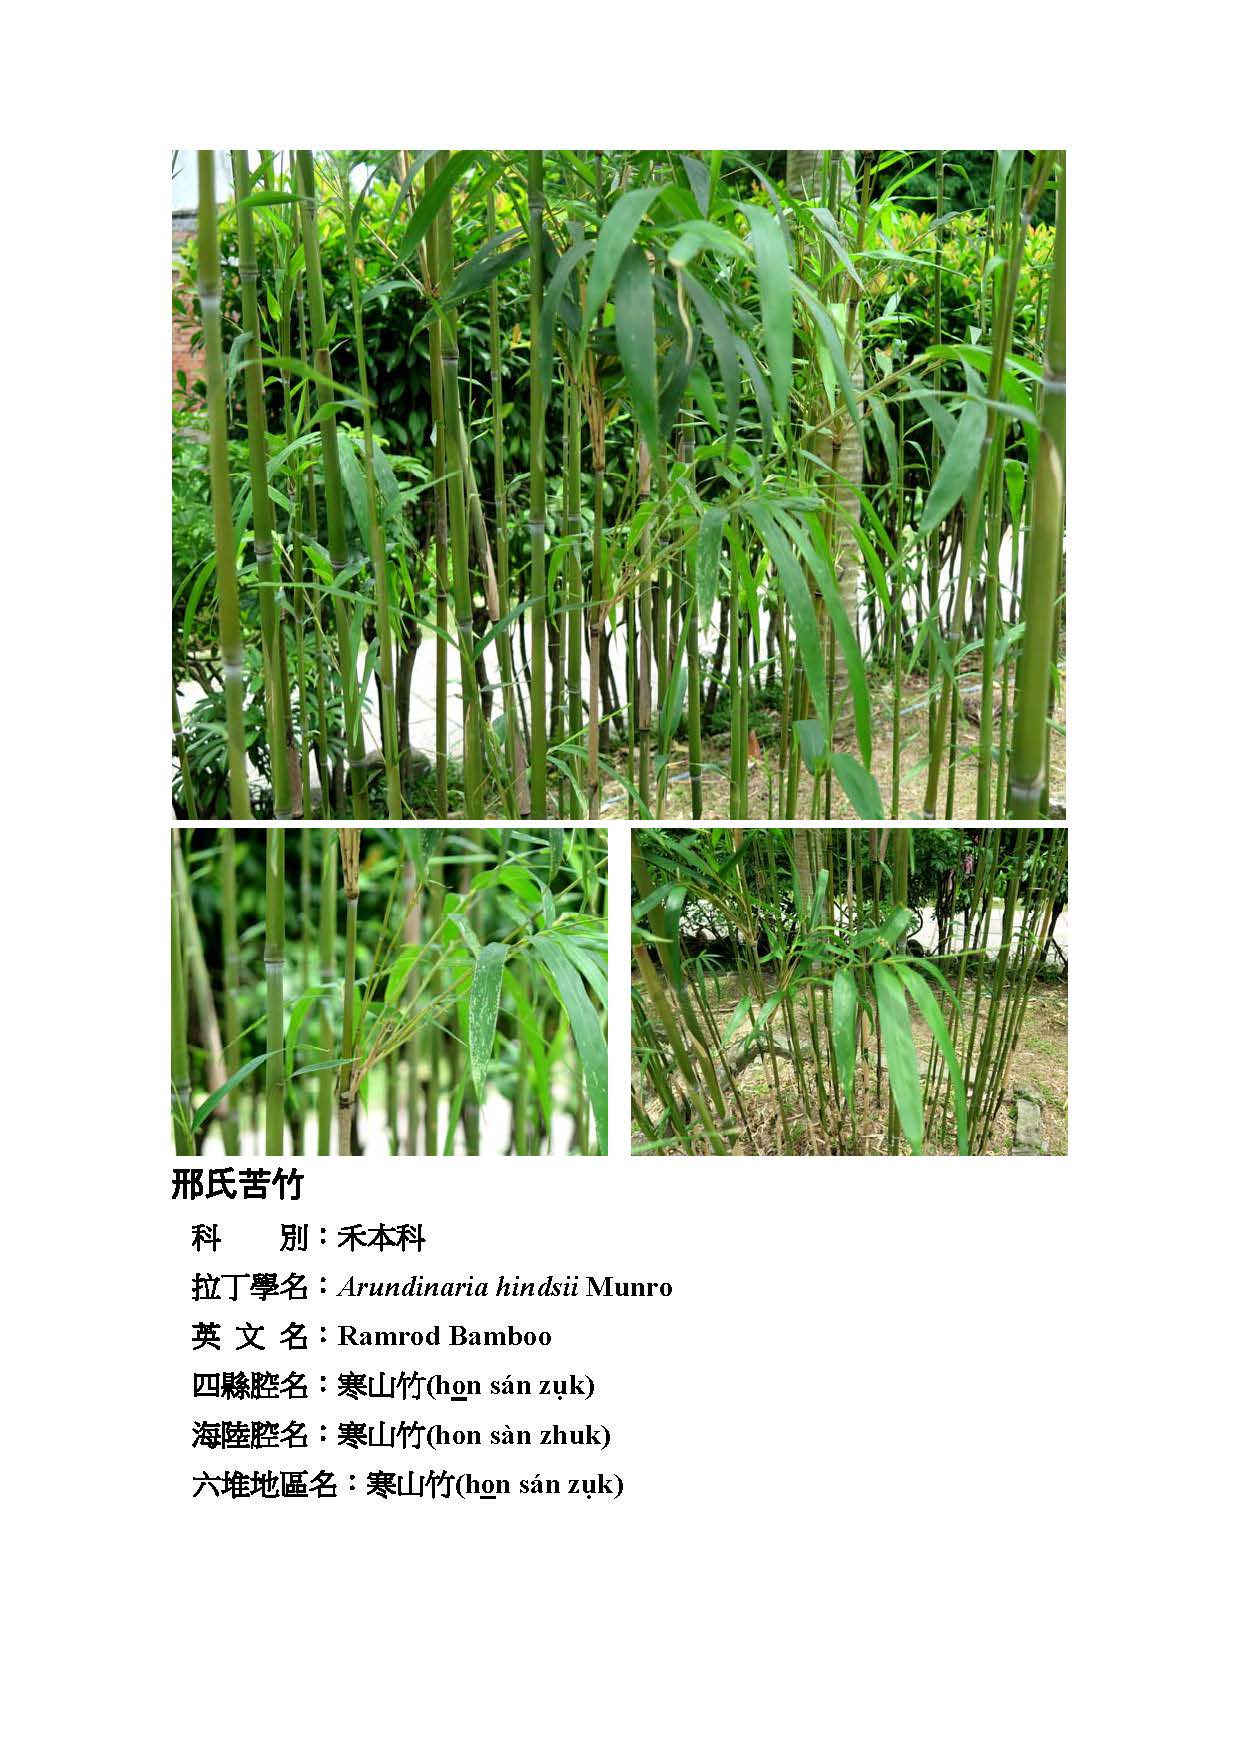 邢氏苦竹
科　　別：禾本科
拉丁學名：Arundinaria hindsii Munro
英 文 名：Ramrod Bamboo
四縣腔名：寒山竹(ho̲n sán zụk)
海陸腔名：寒山竹(hon sàn zhuk)
六堆地區名：寒山竹(ho̲n sán zụk)